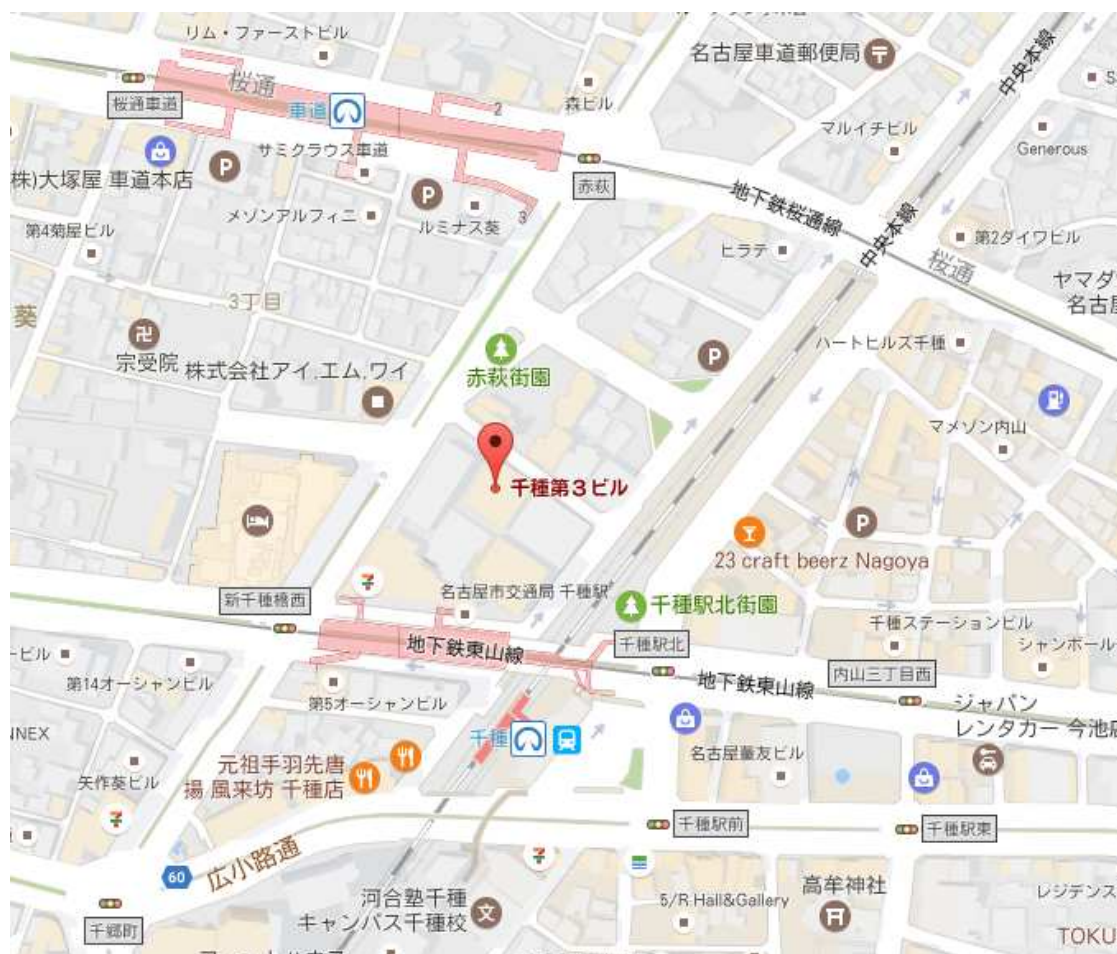 リム・ファーストビル
名古屋車道郵便局
中央本線
桜通
桜通車道
車道
2
森ビル
マルイチビル
Generous
サミクラウス車道
株)大塚屋 車道本店
P
P
赤萩
地下鉄桜通線
メゾンアルフィニ
ルミナス葵
3
第4菊屋ビル
ヒラテ
中央本線
第2ダイワビル
桜通
ヤマダ
名古屋
3丁目
葵
宗受院
株式会社アイ.エム.ワイ
赤萩街園
P
ハートヒルズ千種
マメゾン内山
千種第3ビル
P
23 craft beerz Nagoya
新千種橋西
名古屋市交通局 千種駅
千種駅北街園
千種ステーションビル
シャンボール
ービル
地下鉄東山線
千種駅北
地下鉄東山線
内山三丁目西
第14オーシャンビル
第5オーシャンビル
ジャパン
レンタカー 今池店
NNEX
千種
元祖手羽先唐
揚 風来坊 千種店
矢作葵ビル
名古屋董友ビル
千種駅前
千種駅東
60
広小路通
河合塾千種
キャンパス千種校
文
高牟神社
5/R Hall&Gallery
レジデンス
千郷町
TOKU